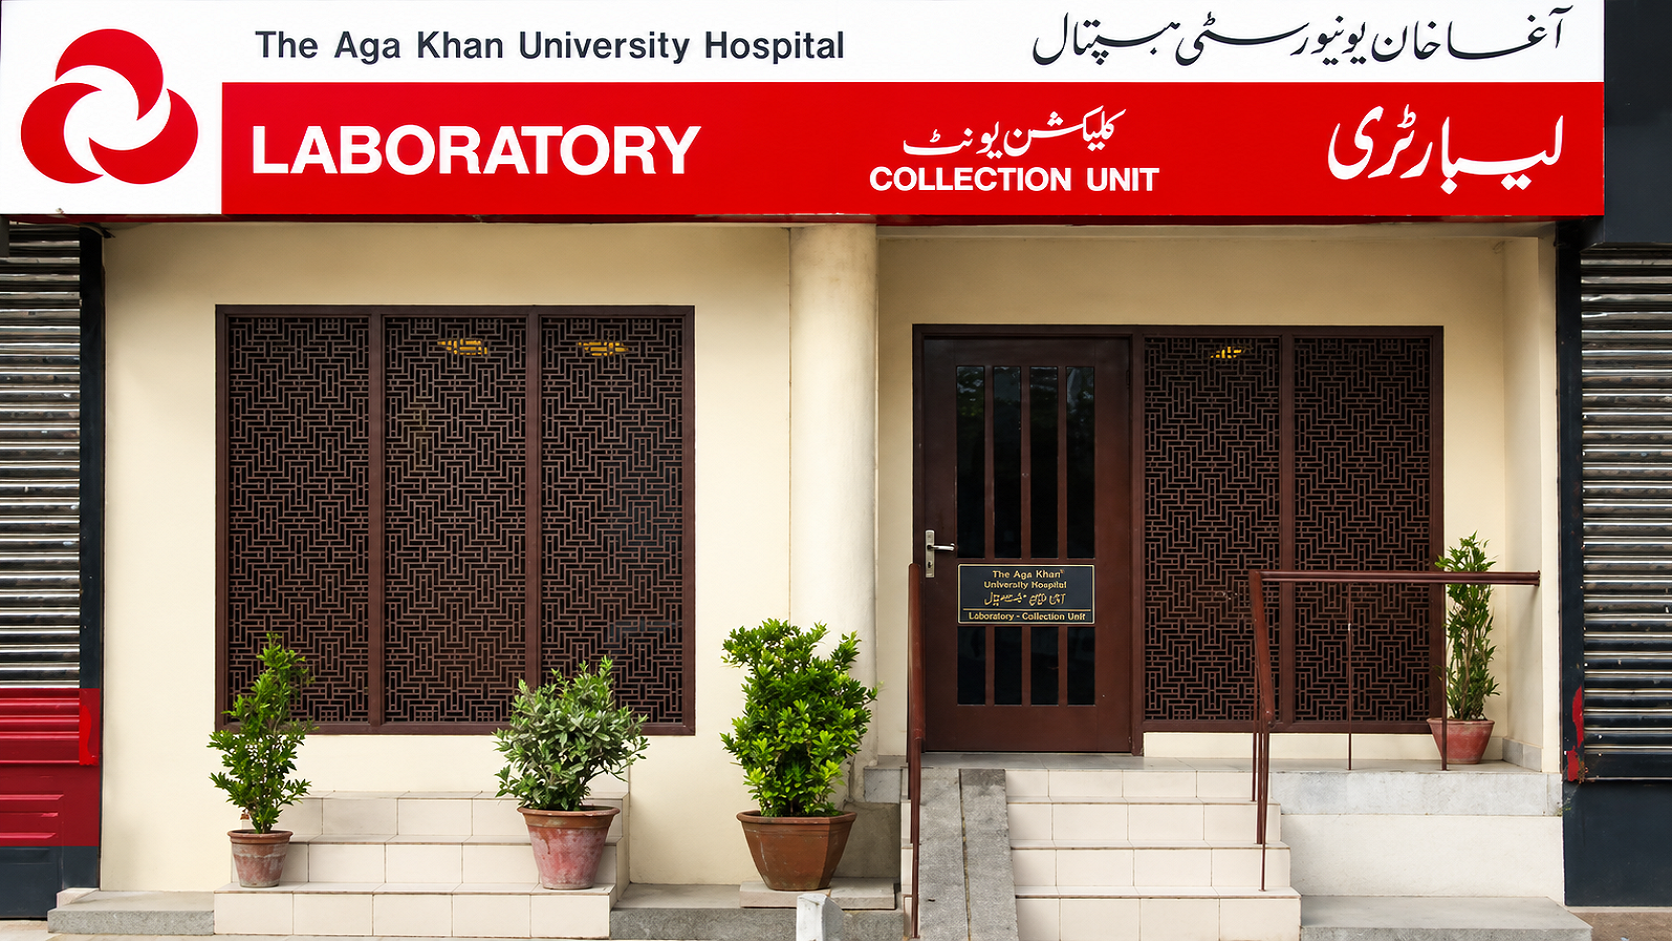 The Aga Khan University Hospital
آغا خان یونیورسٹی ہسپتال
LABORATORY
کلیکشن یونٹ
COLLECTION UNIT
لیبارٹری
The Aga Khan
University Hospital
Laboratory - Collection Unit